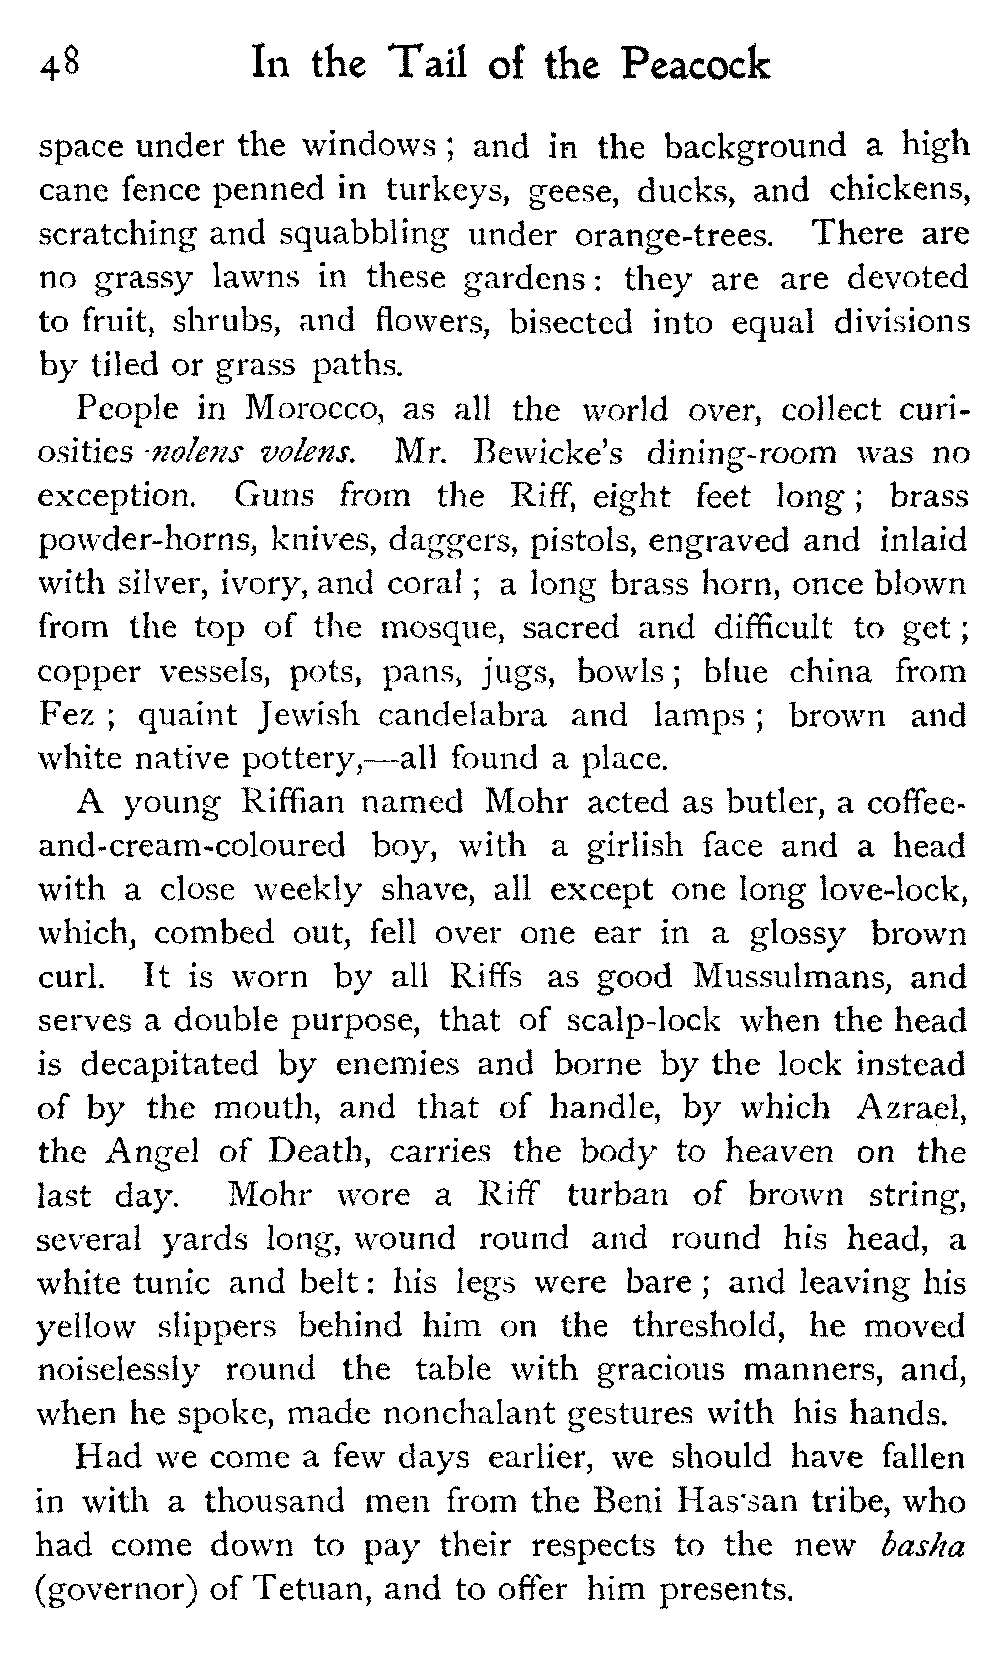 48 In the Tail of the Peacock
space under the windows ; and in the background a high
cane fence penned in turkeys, geese, ducks, and chickens,
scratching and squabbling under orange-trees. There are
no grassy lawns in these gardens : they are are devoted
to fruit, shrubs, and flowers, bisected into equal divisions
by tiled or grass paths.
People in Morocco, as all the world over, collect curi-
osities nolens volens. Mr. Bewicke's dining-room was no
exception. Guns from the Riff, eight feet long ; brass
powder-horns, knives, daggers, pistols, engraved and inlaid
with silver, ivory, and coral ; a long brass horn, once blown
from the top of the mosque, sacred and difficult to get ;
copper vessels, pots, pans, jugs, bowls ; blue china from
Fez ; quaint Jewish candelabra and lamps ; brown and
white native pottery,—all found a place.
A young Riffian named Mohr acted as butler, a coffee-
and-cream-coloured boy, with a girlish face and a head
with a close weekly shave, all except one long love-lock,
which, combed out, fell over one ear in a glossy brown
curl. It is worn by all Riffs as good Mussulmans, and
serves a double purpose, that of scalp-lock when the head
is decapitated by enemies and borne by the lock instead
of by the mouth, and that of handle, by which Azrael,
the Angel of Death, carries the body to heaven on the
last day. Mohr wore a Riff turban of brown string,
several yards long, wound round and round his head, a
white tunic and belt : his legs were bare ; and leaving his
yellow slippers behind him on the threshold, he moved
noiselessly round the table with gracious manners, and,
when he spoke, made nonchalant gestures with his hands.
Had we come a few days earlier, we should have fallen
in with a thousand men from the Beni Has·san tribe, who
had come down to pay their respects to the new basha
(governor) of Tetuan, and to offer him presents.